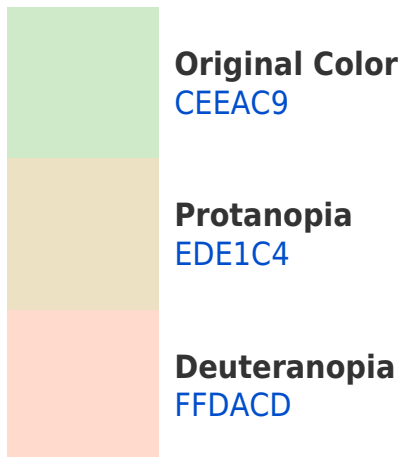 Original Color
CEEAC9
Protanopia
EDE1C4
Deuteranopia
FFDACD